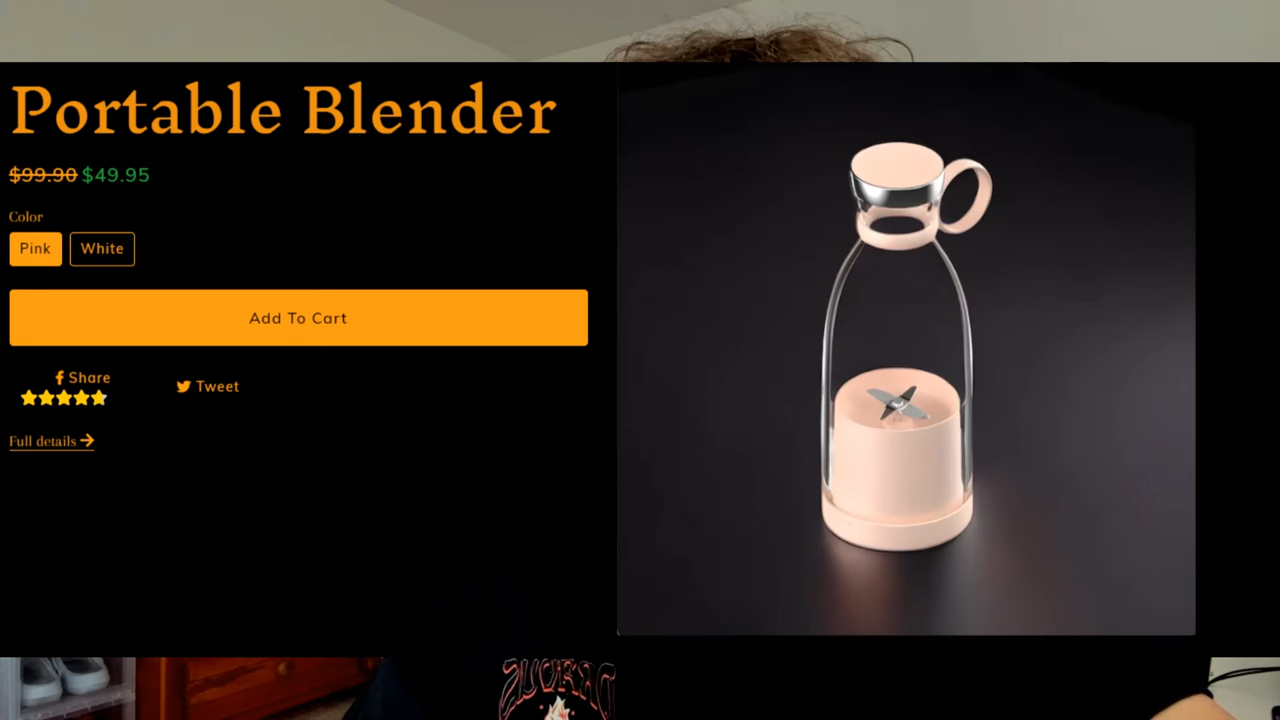 Portable Blender
$99.90 $49.95
Color
Pink White
Add To Cart
Share
Tweet
Full details